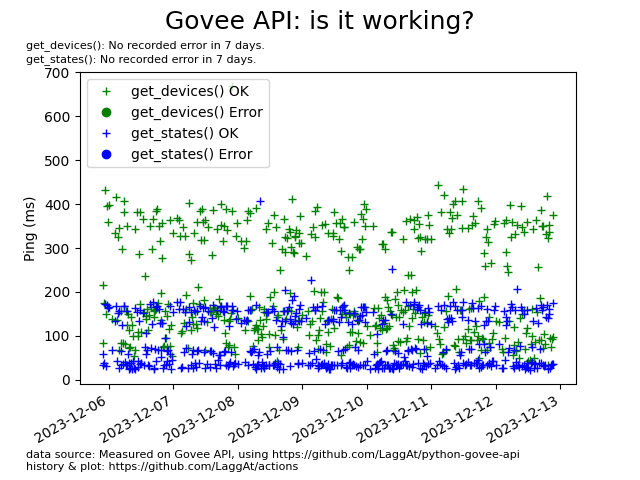 Govee API: is it working?
get_devices(): No recorded error in 7 days.
get_states(): No recorded error in 7 days.
700
600
500
400
300
200
100
0
Ping (ms)
get_devices() OK
get_devices() Error
get_states() OK
get_states() Error
2023-12-06
2023-12-07
2023-12-08
2023-12-09
2023-12-10
2023-12-11
2023-12-12
2023-12-13
data source: Measured on Govee API, using https://github.com/LaggAt/python-govee-api
history & plot: https://github.com/LaggAt/actions